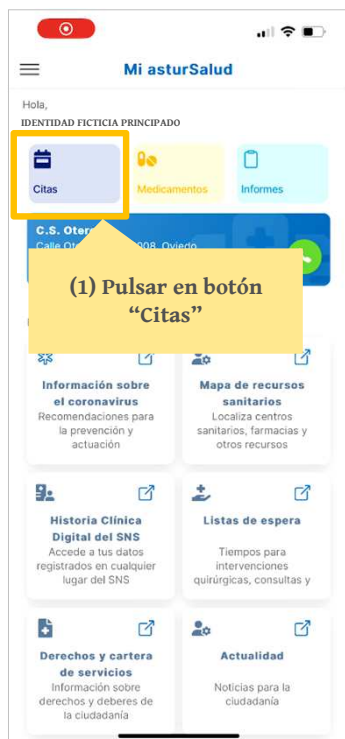 Mi asturSalud
Hola,
IDENTIDAD FICTICIA PRINCIPADO
Citas
Medicamentos
Informes
C.S. Otero
Calle
Oviedo
(1) Pulsar en botón
“Citas”
Información sobre
el coronavirus
Recomendaciones para
la prevención y
actuación
Mapa de recursos
sanitarios
Localiza centros
sanitarios, farmacias y
otros recursos
Historia Clínica
Digital del SNS
Accede a tus datos
registrados en cualquier
lugar del SNS
Listas de espera
Tiempos para
intervenciones
quirúrgicas, consultas y
Derechos y cartera
de servicios
Información sobre
derechos y deberes de
la ciudadanía
Actualidad
Noticias para la
ciudadanía